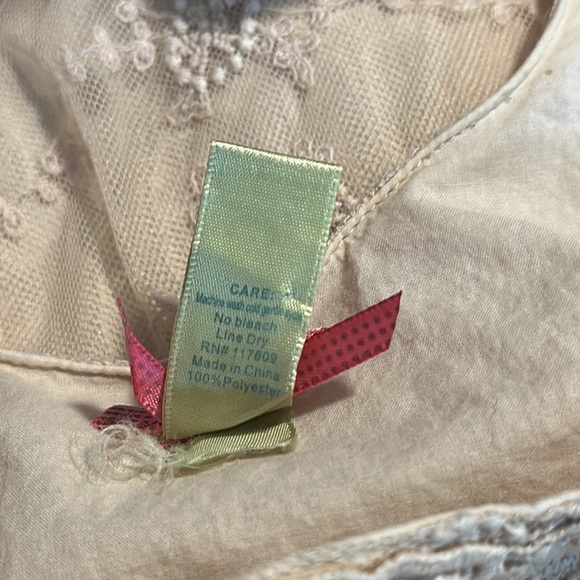 CARE:
Machine wash cold gentle cycle
No bleach
Line Dry
RN# 117609
Made in China
100%Polyester